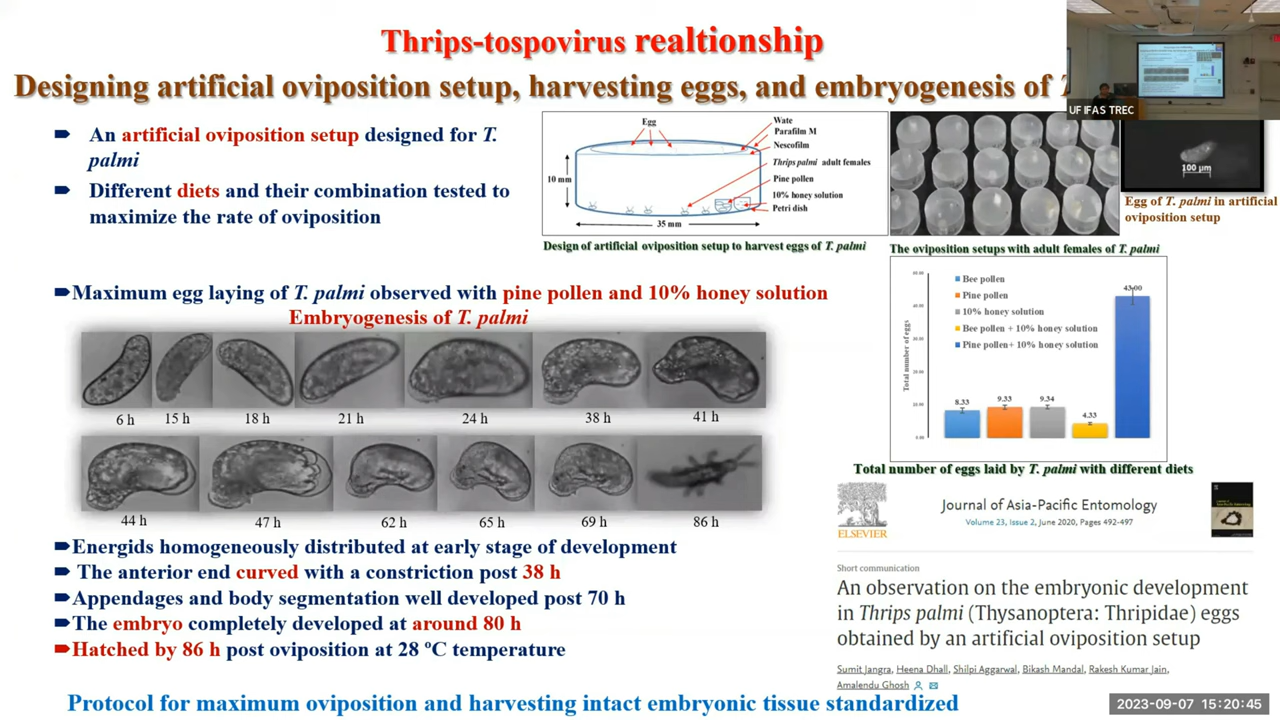 Thrips-tospovirus realtionship
Designing artificial oviposition setup, harvesting eggs, and embryogenesis of T
UF IFAS TREC
An artificial oviposition setup designed for T.
palmi
Different diets and their combination tested to
maximize the rate of oviposition
Egg
Wate
Parafilm M
Nescofilm
Thrips palmi adult females
Pine pollen
10% honey solution
Petri dish
10 mm
35 mm
Design of artificial oviposition setup to harvest eggs of T. palmi
The oviposition setups with adult females of T. palmi
100 μm
Egg of T. palmi in artificial
oviposition setup
Maximum egg laying of T. palmi observed with pine pollen and 10% honey solution
Embryogenesis of T. palmi
6 h
15 h
18 h
21 h
24 h
38 h
41 h
44 h
47 h
62 h
65 h
69 h
86 h
Total number of eggs
50.00
40.00
30.00
20.00
10.00
0.00
Bee pollen
Pine pollen
10% honey solution
Bee pollen + 10% honey solution
Pine pollen+ 10% honey solution
8.33
9.33
9.34
4.33
43.00
Total number of eggs laid by T. palmi with different diets
Energids homogeneously distributed at early stage of development
The anterior end curved with a constriction post 38 h
Appendages and body segmentation well developed post 70 h
The embryo completely developed at around 80 h
Hatched by 86 h post oviposition at 28 ºC temperature
ELSEVIER
Journal of Asia-Pacific Entomology
Volume 23, Issue 2, June 2020, Pages 492-497
Short communication
An observation on the embryonic development
in Thrips palmi (Thysanoptera: Thripidae) eggs
obtained by an artificial oviposition setup
Sumit Jangra, Heena Dhall, Shilpi Aggarwal, Bikash Mandal, Rakesh Kumar Jain,
Amalendu Ghosh
Protocol for maximum oviposition and harvesting intact embryonic tissue standardized
2023-09-07 15:20:45